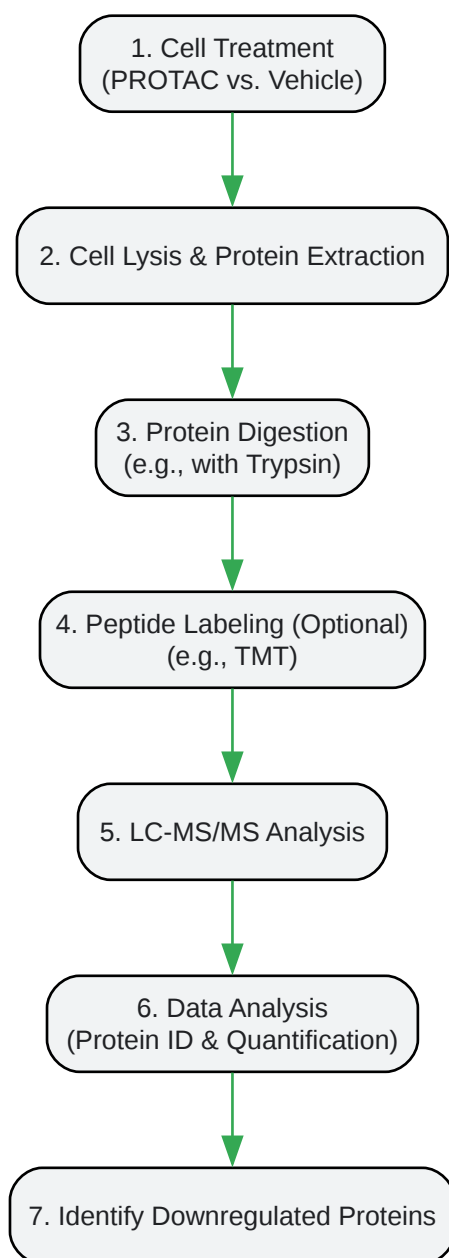 1. Cell Treatment
(PROTAC vs. Vehicle)
2. Cell Lysis & Protein Extraction
3. Protein Digestion
(e.g., with Trypsin)
4. Peptide Labeling (Optional)
(e.g., TMT)
5. LC-MS/MS Analysis
6. Data Analysis
(Protein ID & Quantification)
7. Identify Downregulated Proteins